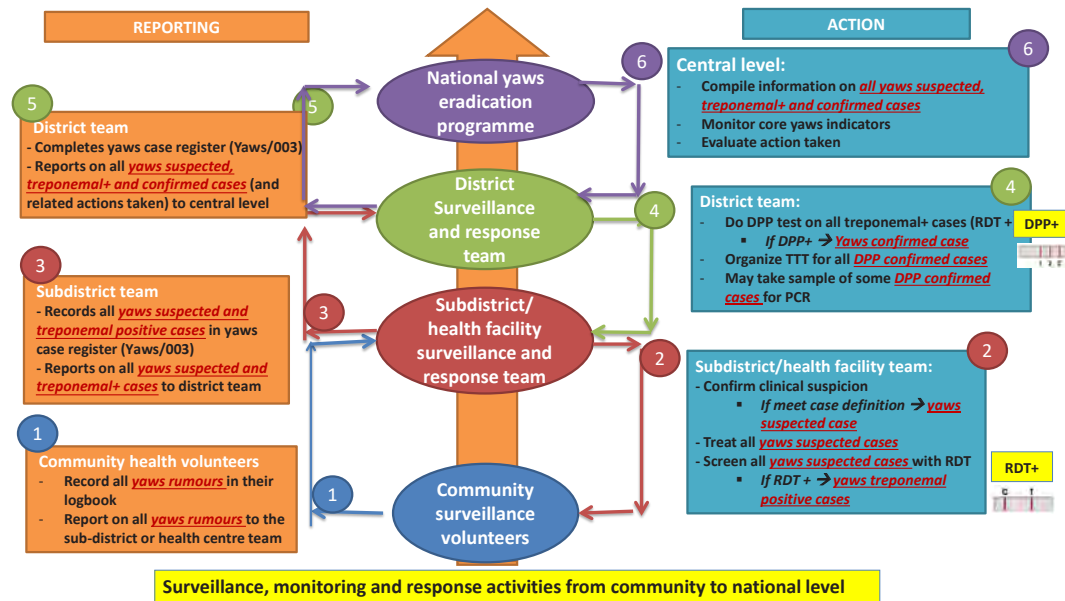 REPORTING
ACTION
5
District team
- Completes yaws case register (Yaws/003)
- Reports on all yaws suspected,
treponemal+ and confirmed cases (and
related actions taken) to central level
5
3
Subdistrict team
- Records all yaws suspected and
treponemal positive cases in yaws
case register (Yaws/003)
- Reports on all yaws suspected and
treponemal+ cases to district team
3
1
Community health volunteers
- Record all yaws rumours in their
logbook
- Report on all yaws rumours to the
sub-district or health centre team
1
National yaws
eradication
programme
6
District
Surveillance
and response
team
4
Subdistrict/
health facility
surveillance and
response team
2
Community
surveillance
volunteers
6
Central level:
- Compile information on all yaws suspected,
treponemal+ and confirmed cases
- Monitor core yaws indicators
- Evaluate action taken
4
District team:
- Do DPP test on all treponemal+ cases (RDT +
▪ If DPP+ → Yaws confirmed case
- Organize TTT for all DPP confirmed cases
- May take sample of some DPP confirmed
cases for PCR
DPP+
2
Subdistrict/health facility team:
- Confirm clinical suspicion
▪ If meet case definition → yaws
suspected case
- Treat all yaws suspected cases
- Screen all yaws suspected cases with RDT
▪ If RDT + → yaws treponemal
positive cases
RDT+
Surveillance, monitoring and response activities from community to national level